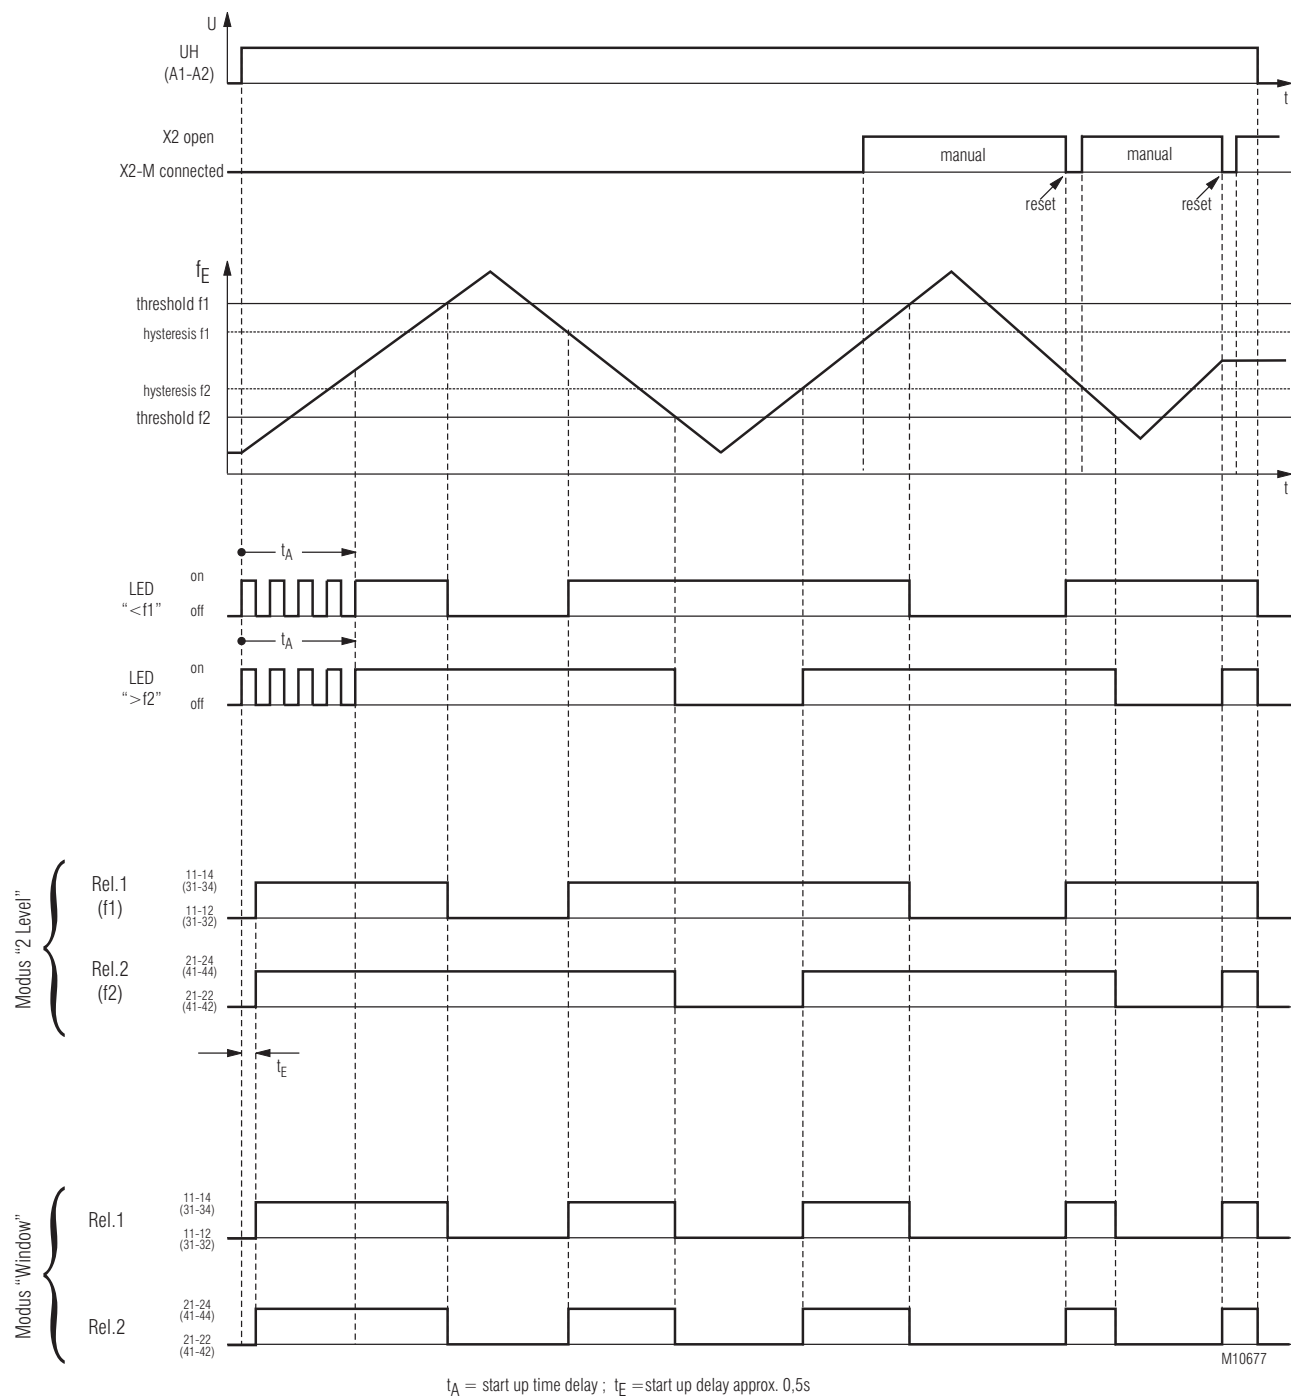 U
UH
(A1-A2)
t
X2 open
manual
manual
X2-M connected
reset
reset
fE
threshold f1
hysteresis f1
hysteresis f2
threshold f2
t
tA
LED
“<f1”
on
off
tA
LED
“>f2”
on
off
Modus “2 Level”
Rel.1
(f1)
11-14
(31-34)
11-12
(31-32)
Rel.2
(f2)
21-24
(41-44)
21-22
(41-42)
tE
Modus “Window”
Rel.1
11-14
(31-34)
11-12
(31-32)
Rel.2
21-24
(41-44)
21-22
(41-42)
M10677
tA = start up time delay ; tE =start up delay approx. 0,5s